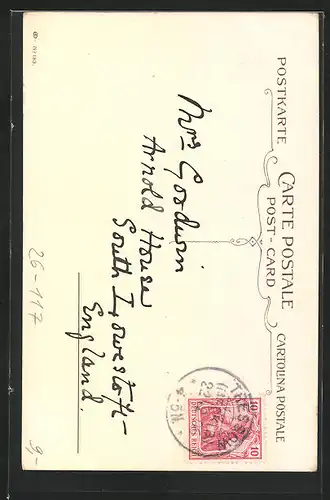 POSTKARTE
CARTE POSTALE
POST-CARD
CARTOLINA POSTALE
Mrs Goodwin
Arnold House
South Lowestoft
England.
10 10
DEUTSCHES REICH
26-117
9-